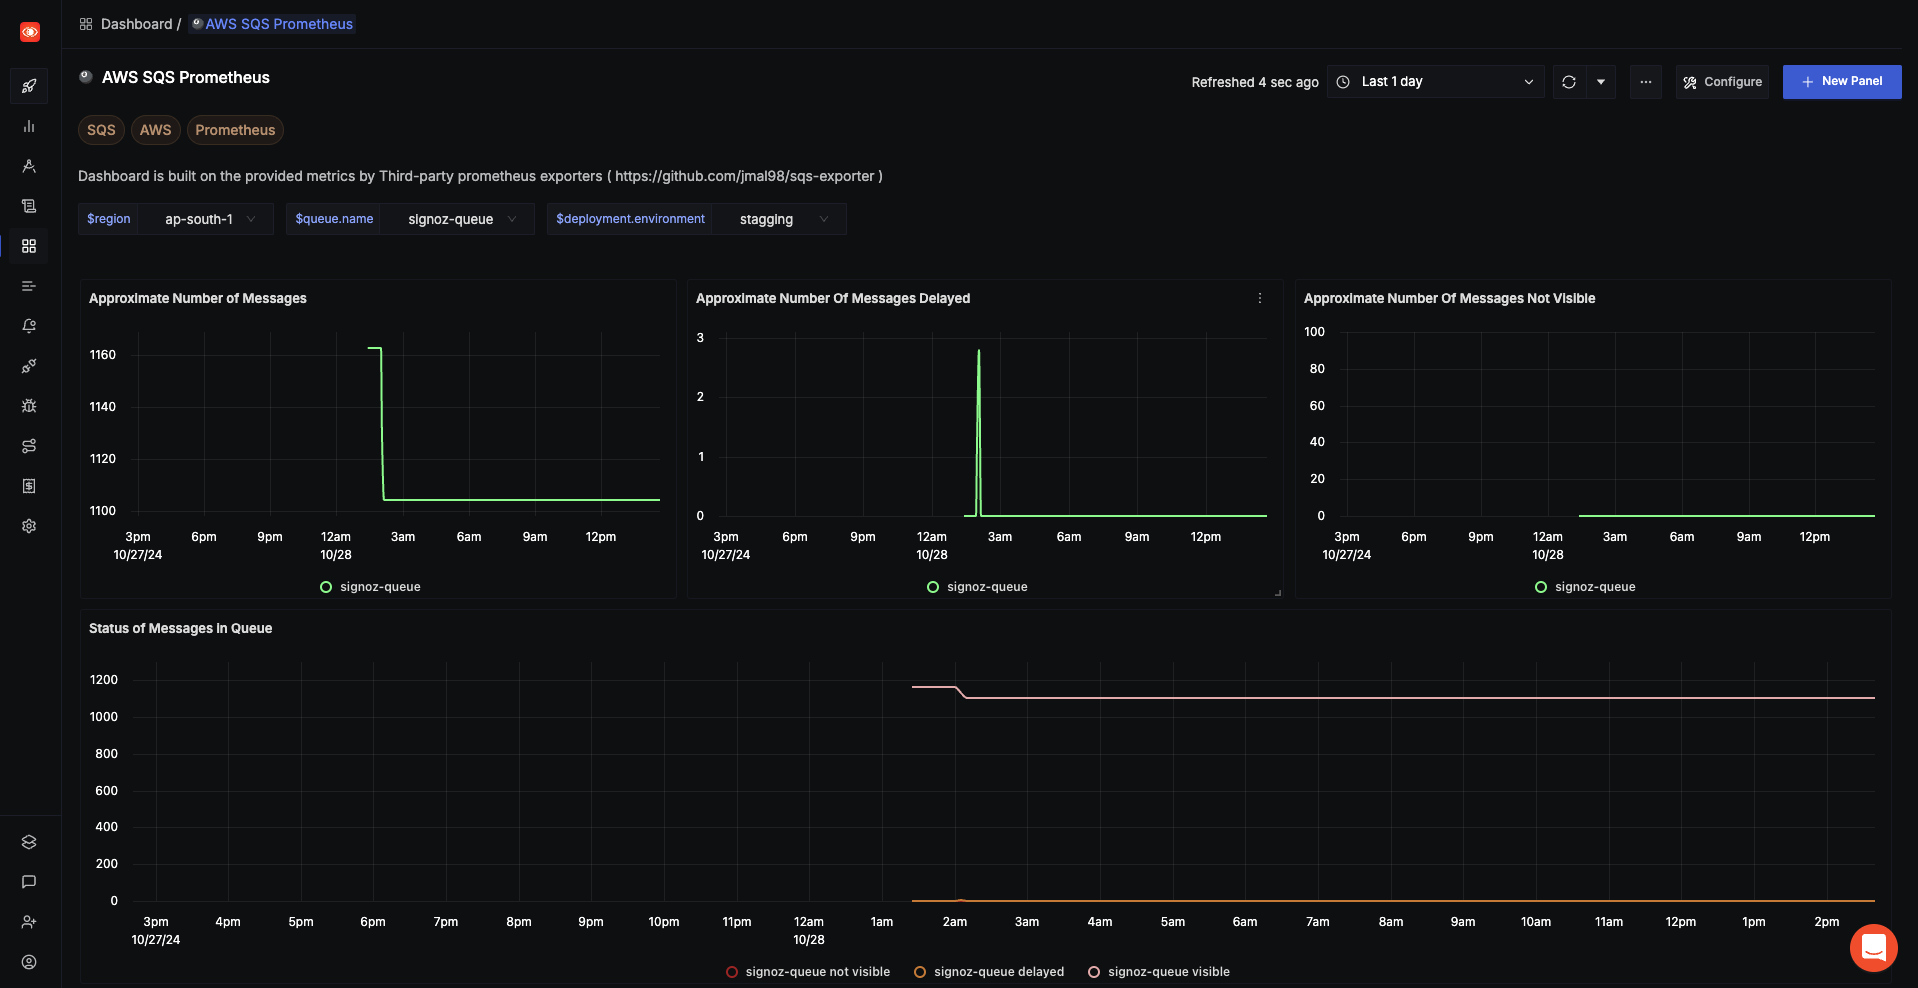 Dashboard / AWS SQS Prometheus
AWS SQS Prometheus
Refreshed 4 sec ago
Last 1 day
Configure
New Panel
SQS
AWS
Prometheus
Dashboard is built on the provided metrics by Third-party prometheus exporters ( https://github.com/jmal98/sqs-exporter )
$region ap-south-1
$queue.name signoz-queue
$deployment.environment stagging
Approximate Number of Messages
1160
1140
1120
1100
3pm 6pm 9pm 12am 3am 6am 9am 12pm
10/27/24 10/28
signoz-queue
Approximate Number Of Messages Delayed
3
2
1
0
3pm 6pm 9pm 12am 3am 6am 9am 12pm
10/27/24 10/28
signoz-queue
Approximate Number Of Messages Not Visible
100
80
60
40
20
0
3pm 6pm 9pm 12am 3am 6am 9am 12pm
10/27/24 10/28
signoz-queue
Status of Messages in Queue
1200
1000
800
600
400
200
0
3pm 4pm 5pm 6pm 7pm 8pm 9pm 10pm 11pm 12am 1am 2am 3am 4am 5am 6am 7am 8am 9am 10am 11am 12pm 1pm 2pm
10/27/24 10/28
signoz-queue not visible signoz-queue delayed signoz-queue visible